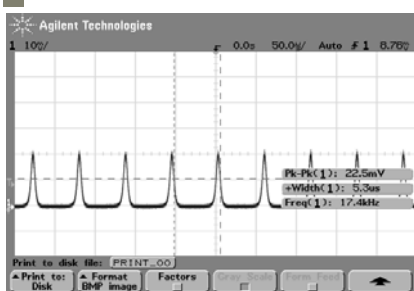 Agilent Technologies
1 10▽/ 0.0s 50.0▽/ Auto 1 8.76▽
Pk-Pk(1): 22.5mV
+Width(1): 5.3us
Freq(1): 17.4kHz
Print to disk file: PRINT_00
Print to: Disk
Format BMP image
Factors
Gray Scale
Form Feed